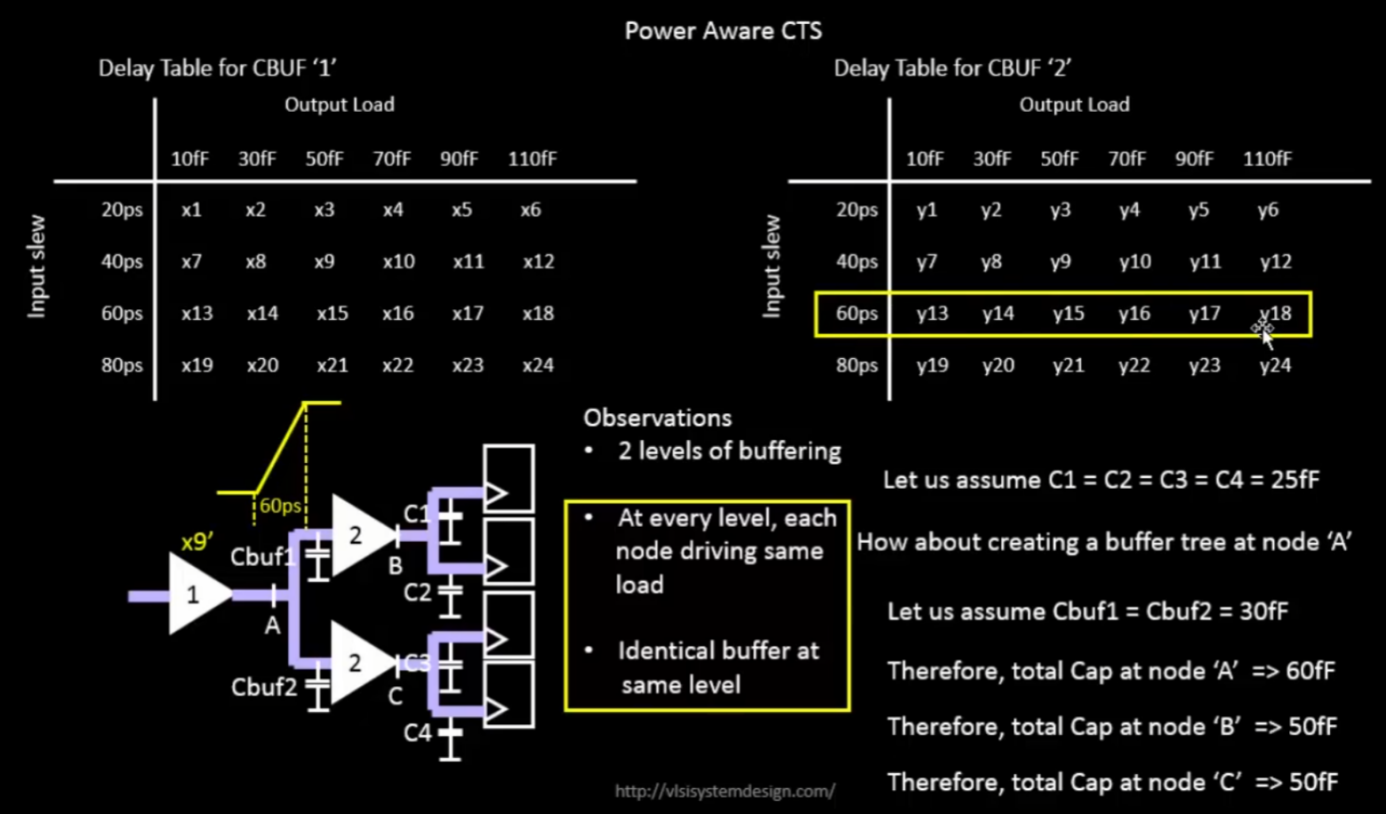 Power Aware CTS
Delay Table for CBUF ‘1’
Output Load
10fF 30fF 50fF 70fF 90fF 110fF
Input slew
20ps x1 x2 x3 x4 x5 x6
40ps x7 x8 x9 x10 x11 x12
60ps x13 x14 x15 x16 x17 x18
80ps x19 x20 x21 x22 x23 x24
Delay Table for CBUF ‘2’
Output Load
10fF 30fF 50fF 70fF 90fF 110fF
Input slew
20ps y1 y2 y3 y4 y5 y6
40ps y7 y8 y9 y10 y11 y12
60ps y13 y14 y15 y16 y17 y18
80ps y19 y20 y21 y22 y23 y24
60ps
x9’
1
A
Cbuf1
2
B
C1
C2
Cbuf2
2
C
C3
C4
Observations
• 2 levels of buffering
• At every level, each
node driving same
load
• Identical buffer at
same level
Let us assume C1 = C2 = C3 = C4 = 25fF
How about creating a buffer tree at node ‘A’
Let us assume Cbuf1 = Cbuf2 = 30fF
Therefore, total Cap at node ‘A’ => 60fF
Therefore, total Cap at node ‘B’ => 50fF
Therefore, total Cap at node ‘C’ => 50fF
http://vlsisystemdesign.com/